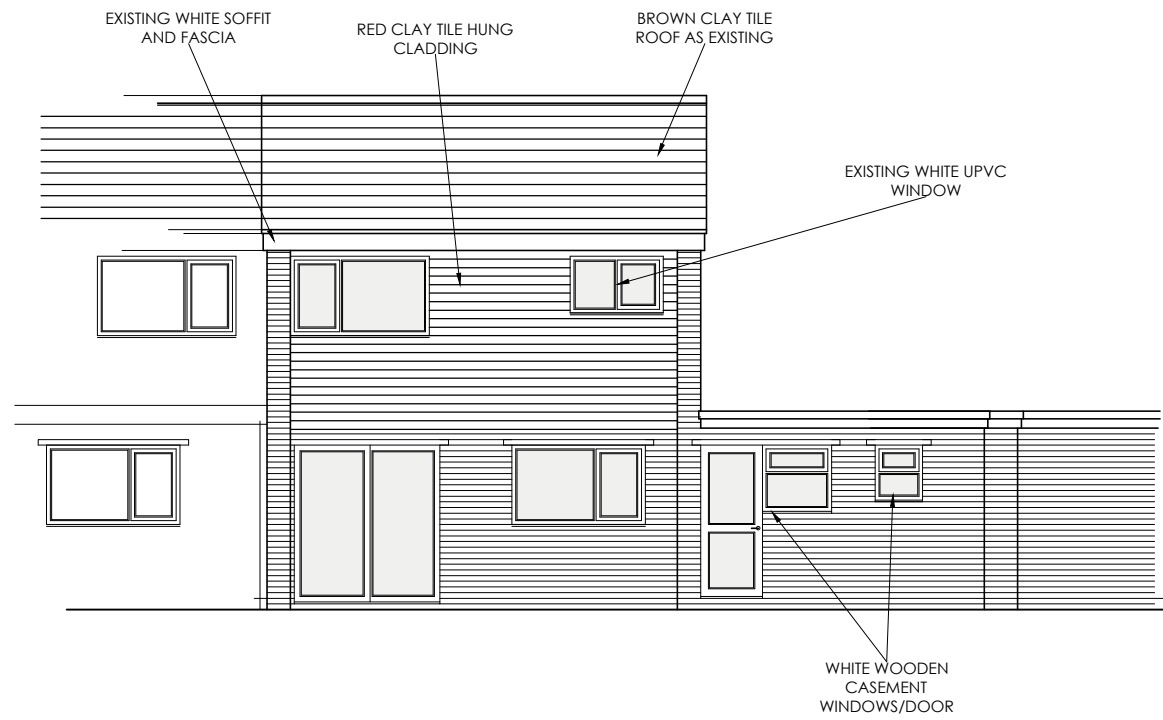 EXISTING WHITE SOFFIT
AND FASCIA
RED CLAY TILE HUNG
CLADDING
BROWN CLAY TILE
ROOF AS EXISTING
EXISTING WHITE UPVC
WINDOW
WHITE WOODEN
CASEMENT
WINDOWS/DOOR